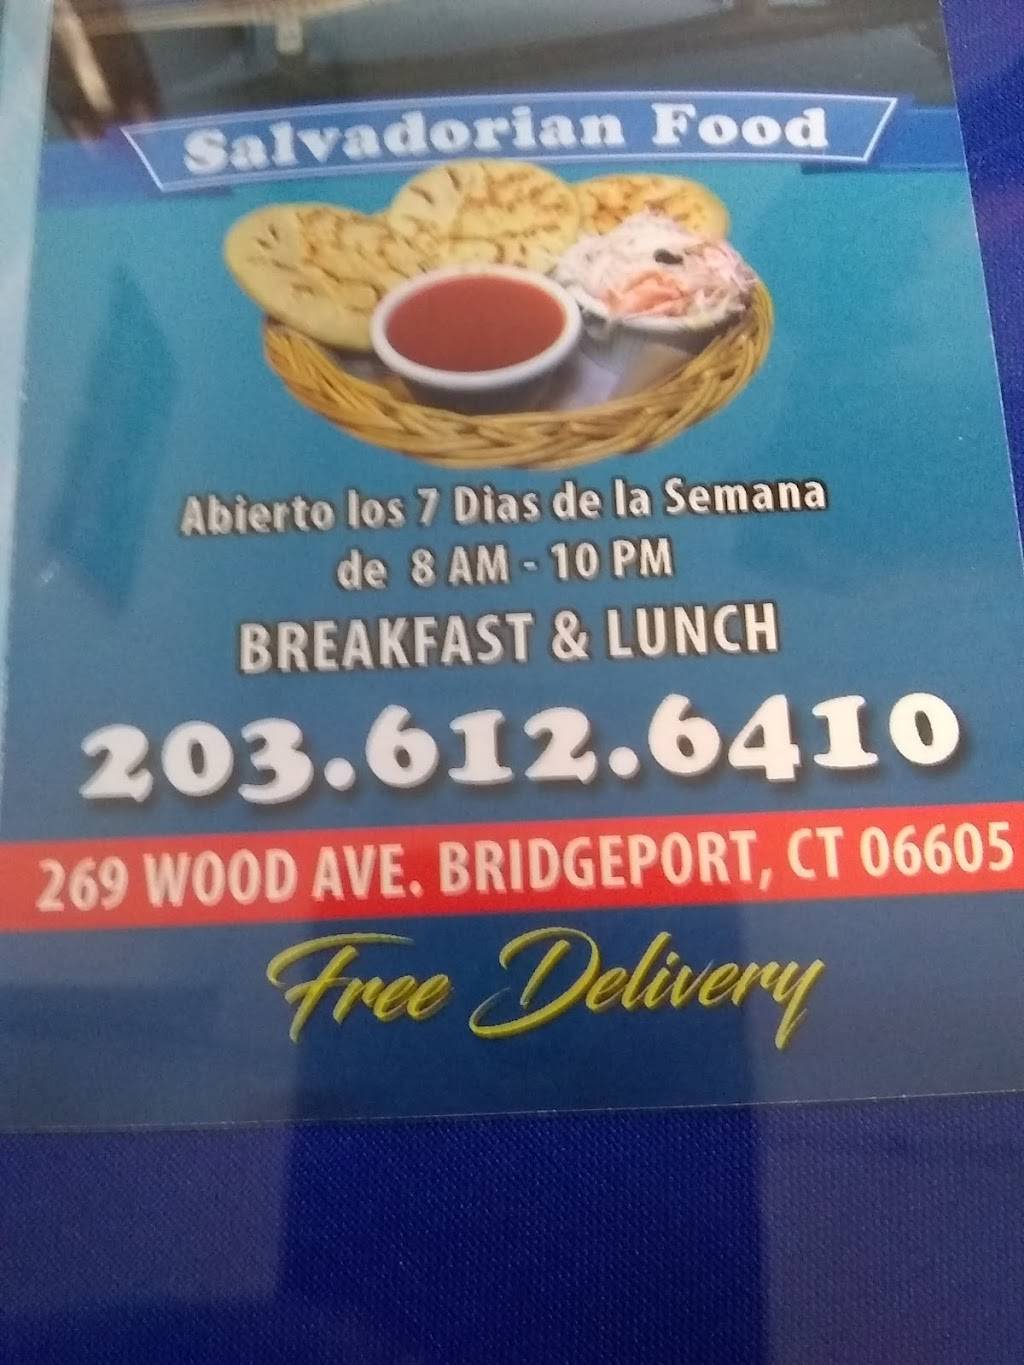 Salvadorian Food
Abierto los 7 Dias de la Semana
de 8 AM - 10 PM
BREAKFAST & LUNCH
203.612.6410
269 WOOD AVE. BRIDGEPORT, CT 06605
Free Delivery